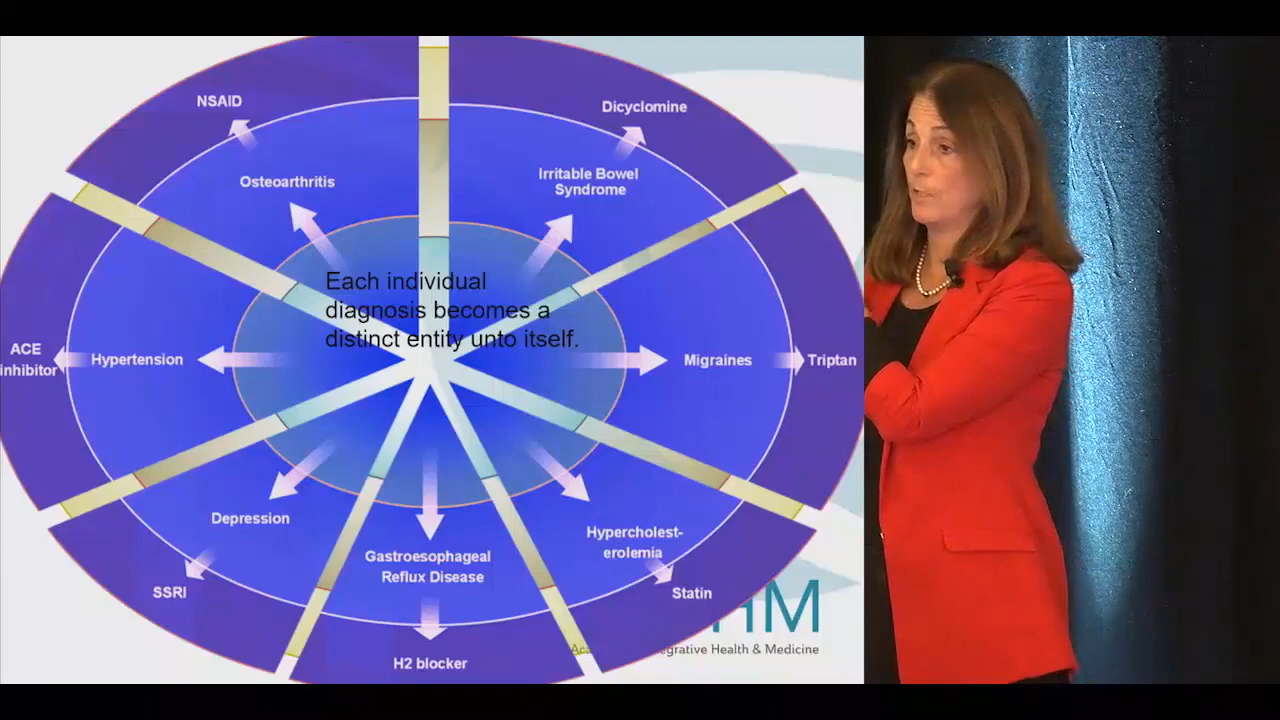 NSAID
Dicyclomine
Osteoarthritis
Irritable Bowel
Syndrome
Each individual
diagnosis becomes a
distinct entity unto itself.
ACE
inhibitor
Hypertension
Migraines
Triptan
Depression
Hypercholest-
erolemia
Gastroesophageal
Reflux Disease
SSRI
Statin
HM
Health & Medicine
H2 blocker